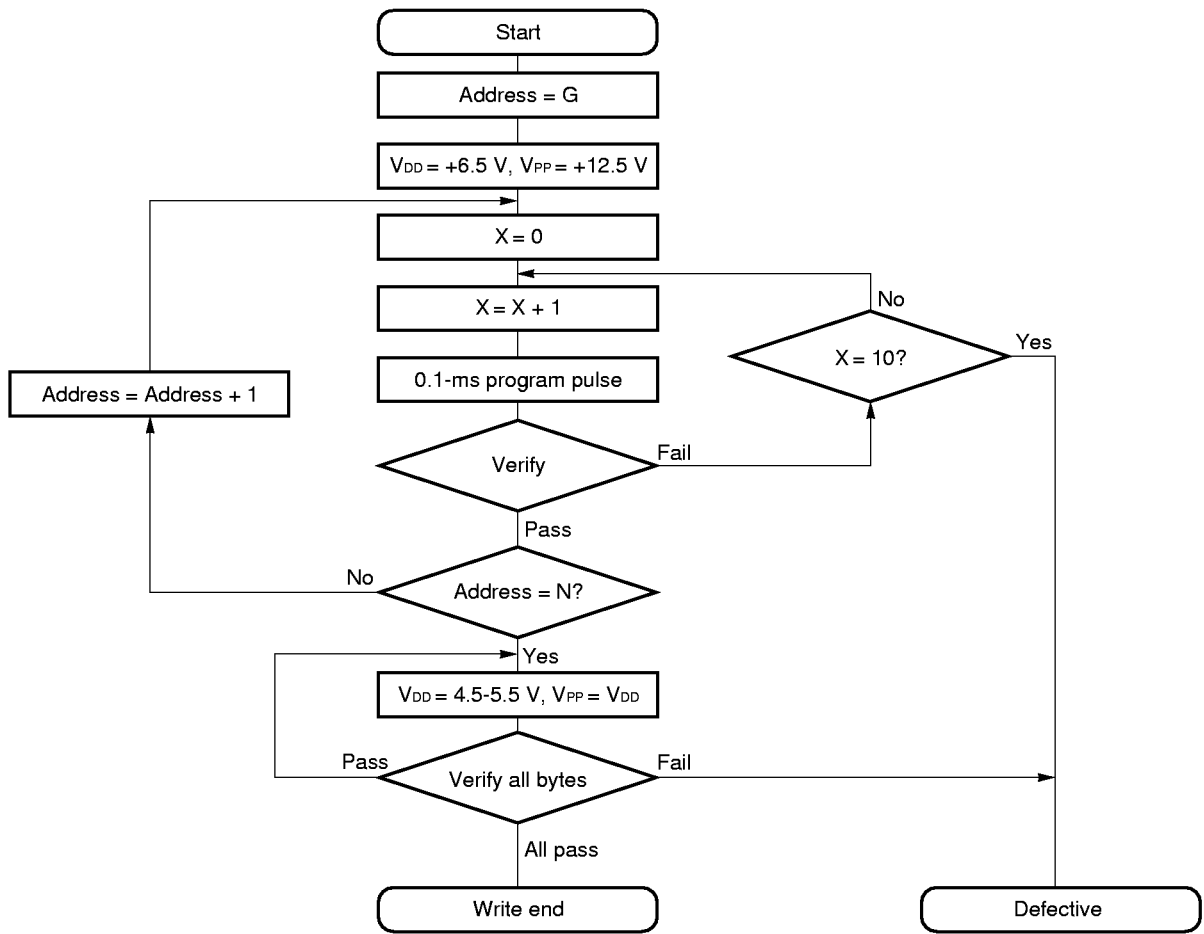 Start
Address = G
VDD = +6.5 V, VPP = +12.5 V
X = 0
X = X + 1
No
Yes
X = 10?
0.1-ms program pulse
Address = Address + 1
Verify
Fail
Pass
No
Address = N?
Yes
VDD = 4.5-5.5 V, VPP = VDD
Pass
Verify all bytes
Fail
All pass
Write end
Defective